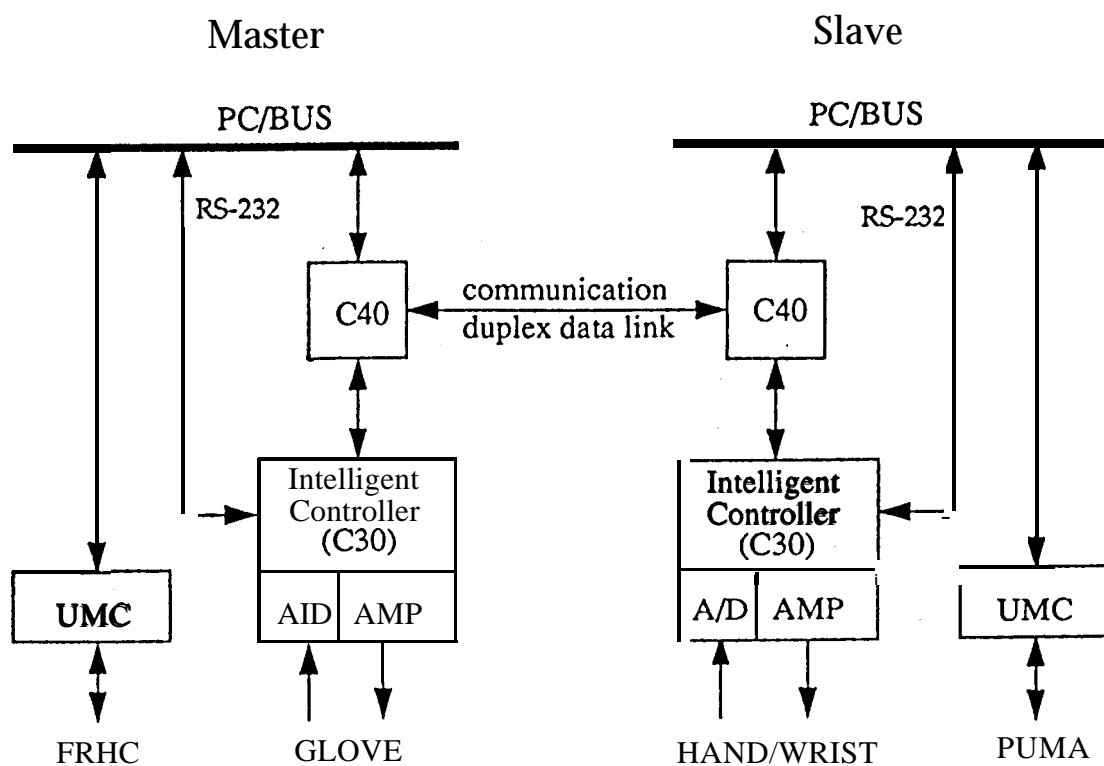 Master
Slave
PC/BUS
PC/BUS
RS-232
RS-232
C40
communication
duplex data link
C40
Intelligent
Controller
(C30)
Intelligent
Controller
(C30)
UMC
AID
AMP
A/D
AMP
UMC
FRHC
GLOVE
HAND/WRIST
PUMA